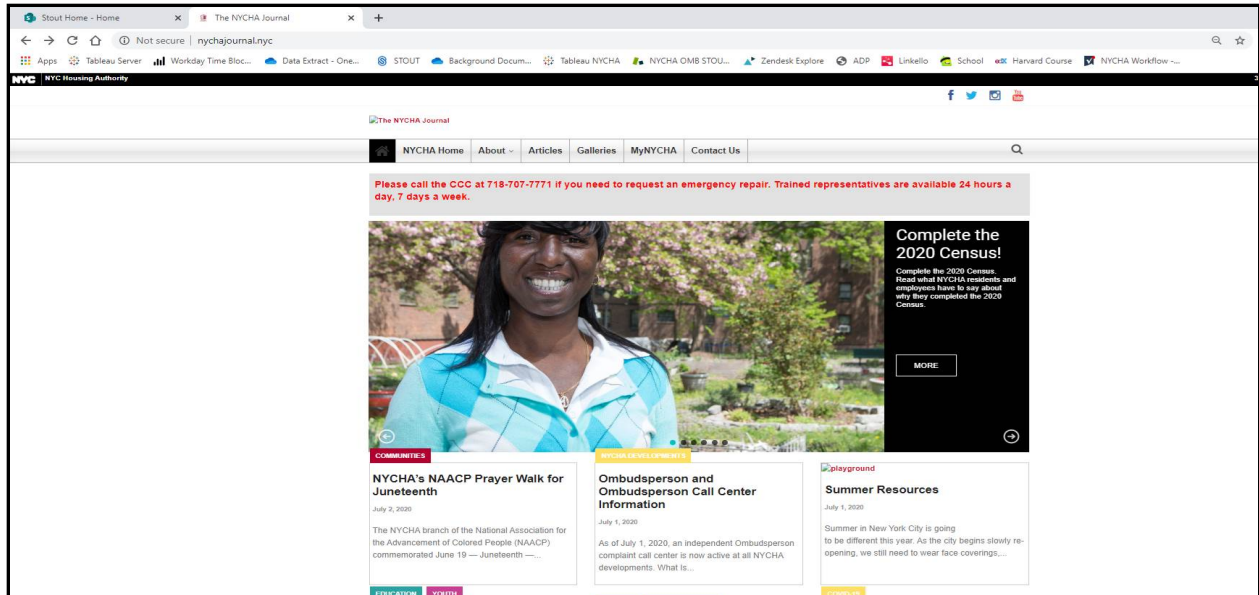 Stout Home - Home
The NYCHA Journal
Not secure | nychajournal.nyc
Apps Tableau Server Workday Time Bloc... Data Extract - One... STOUT Background Docum... Tableau NYCHA NYCHA OMB STOU... Zendesk Explore ADP Linkello School Harvard Course NYCHA Workflow -...
NYC NYC Housing Authority
The NYCHA Journal
NYCHA Home About Articles Galleries MyNYCHA Contact Us
Please call the CCC at 718-707-7771 if you need to request an emergency repair. Trained representatives are available 24 hours a
day, 7 days a week.
Complete the
2020 Census!
Complete the 2020 Census.
Read what NYCHA residents and
employees have to say about
why they completed the 2020
Census.
MORE
COMMUNITIES
NYCHA's NAACP Prayer Walk for
Juneteenth
July 2, 2020
The NYCHA branch of the National Association for
the Advancement of Colored People (NAACP)
commemorated June 19 — Juneteenth —...
NYCHA DEVELOPMENTS
Ombudsperson and
Ombudsperson Call Center
Information
July 1, 2020
As of July 1, 2020, an independent Ombudsperson
complaint call center is now active at all NYCHA
developments. What Is...
playground
Summer Resources
July 1, 2020
Summer in New York City is going
to be different this year. As the city begins slowly re-
opening, we still need to wear face coverings,...
EDUCATION YOUTH
COVID-19